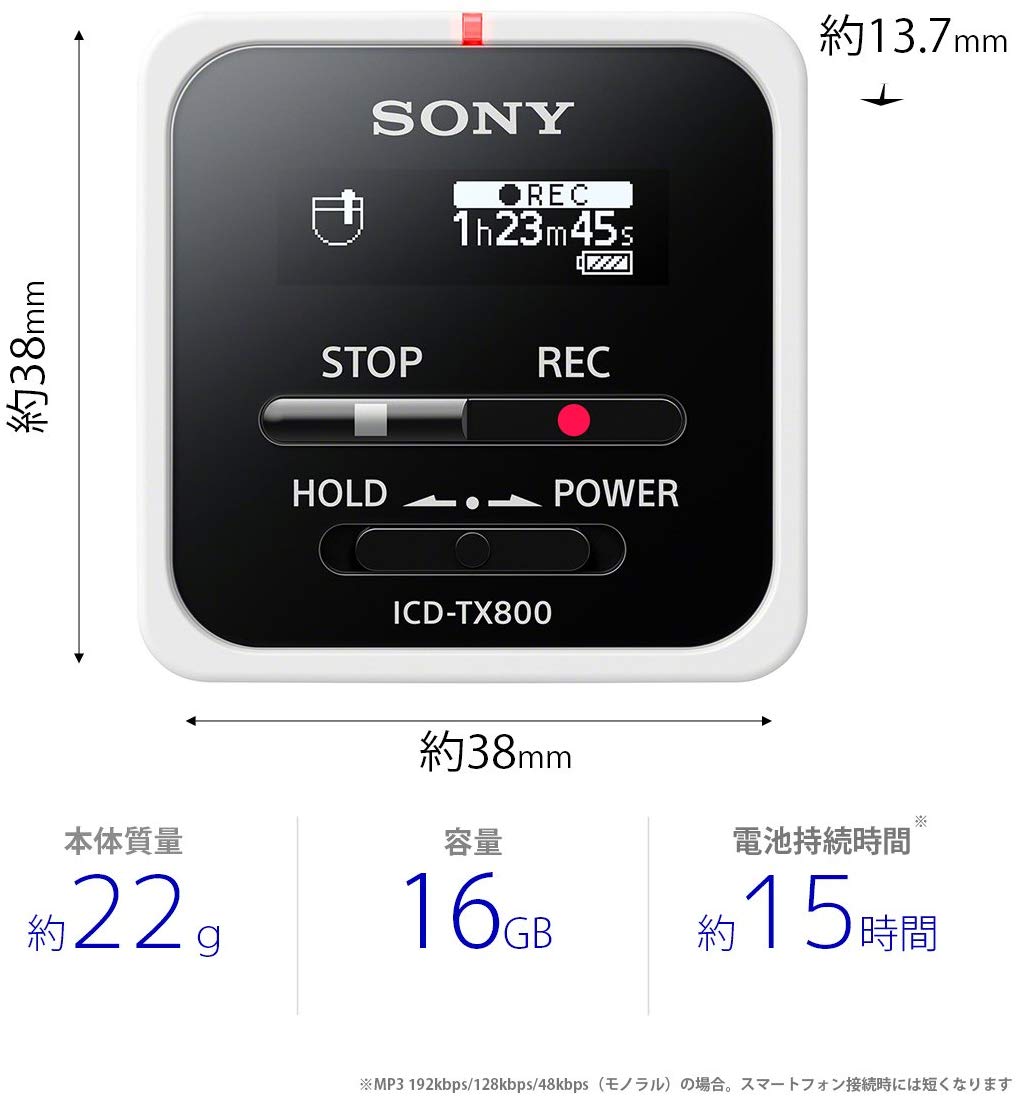 約13.7mm
SONY
●REC
1h23m45s
約38mm
STOP REC
HOLD POWER
ICD-TX800
約38mm
本体質量 容量 電池持続時間※
約22g 16GB 約15時間
※MP3 192kbps/128kbps/48kbps（モノラル）の場合。スマートフォン接続時には短くなります